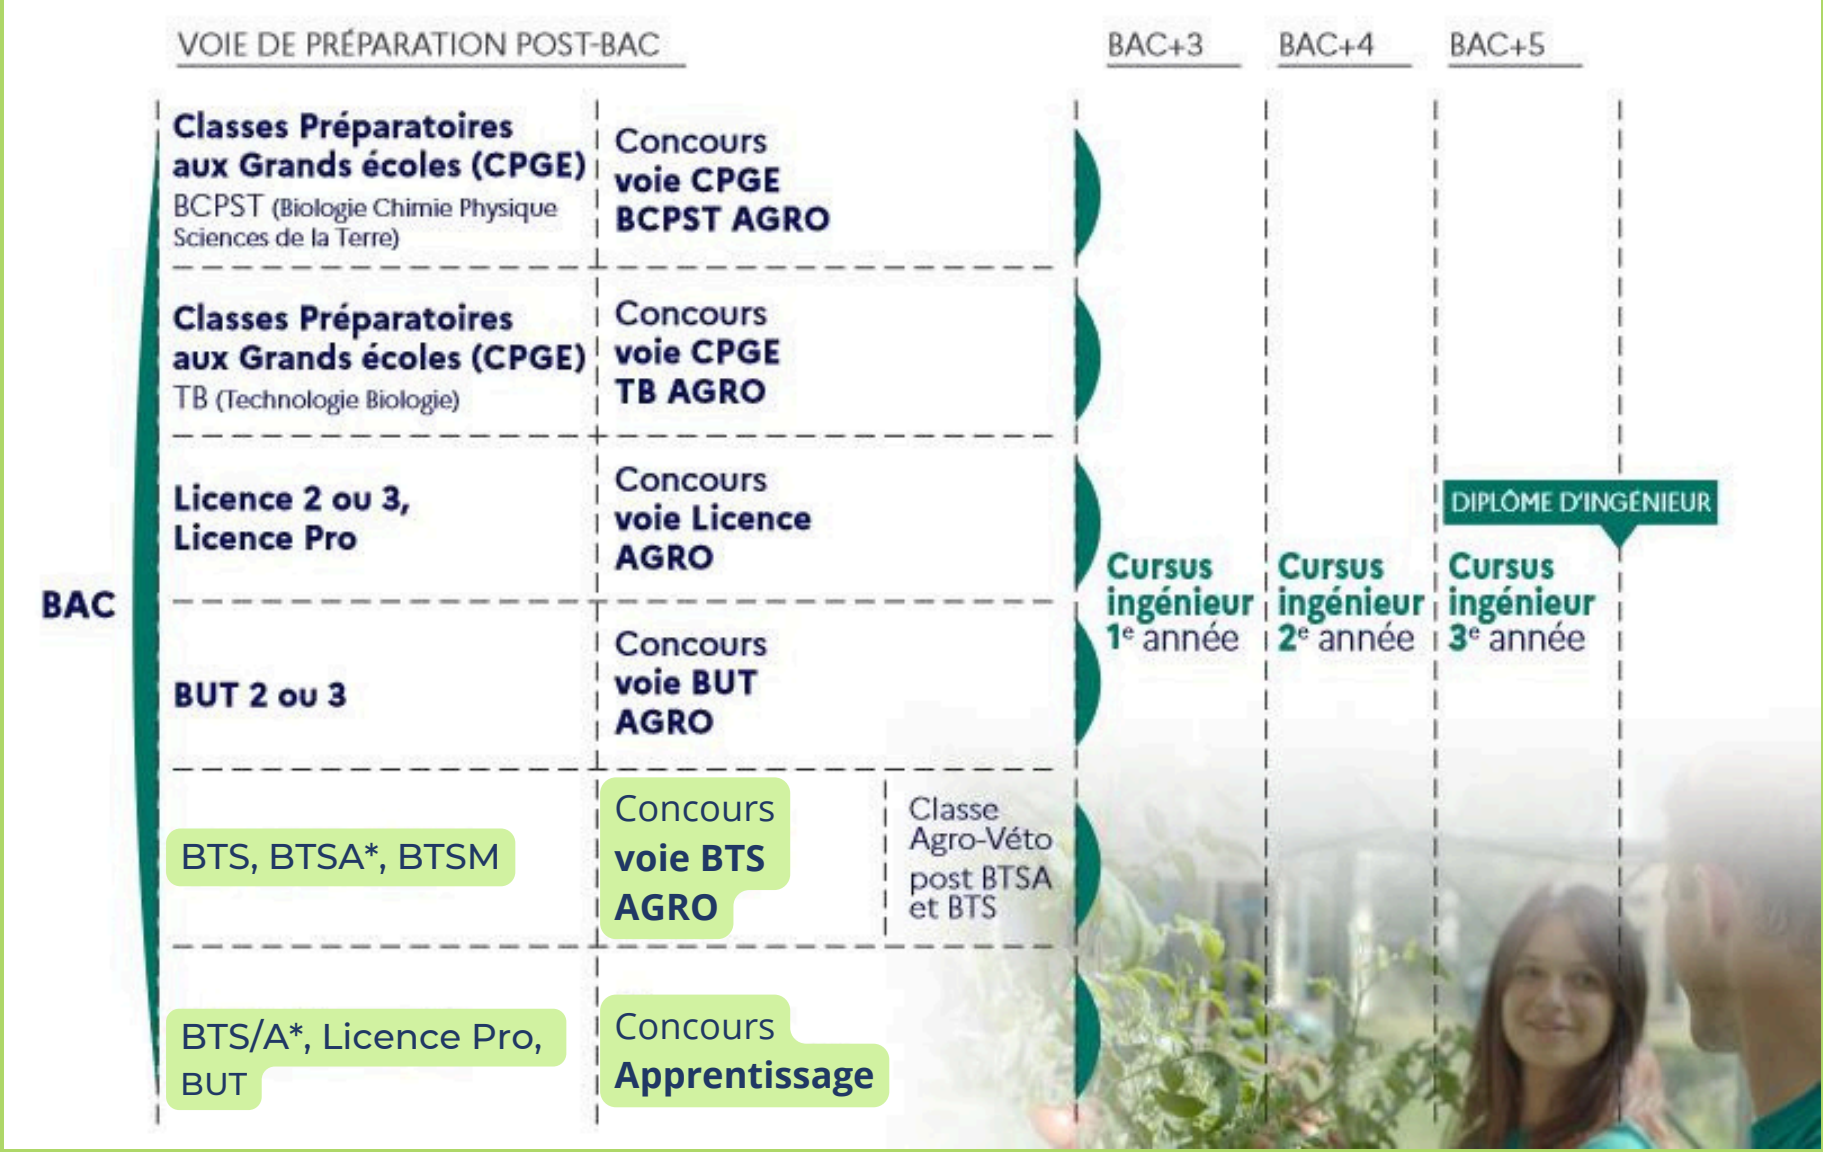 VOIE DE PRÉPARATION POST-BAC
BAC+3
BAC+4
BAC+5
BAC
Classes Préparatoires
aux Grands écoles (CPGE)
BCPST (Biologie Chimie Physique
Sciences de la Terre)
Concours
voie CPGE
BCPST AGRO
Classes Préparatoires
aux Grands écoles (CPGE)
TB (Technologie Biologie)
Concours
voie CPGE
TB AGRO
Licence 2 ou 3,
Licence Pro
Concours
voie Licence
AGRO
BUT 2 ou 3
Concours
voie BUT
AGRO
BTS, BTSA*, BTSM
Concours
voie BTS
AGRO
Classe
Agro-Véto
post BTSA
et BTS
BTS/A*, Licence Pro,
BUT
Concours
Apprentissage
Cursus
ingénieur
1e année
Cursus
ingénieur
2e année
DIPLÔME D'INGÉNIEUR
Cursus
ingénieur
3e année